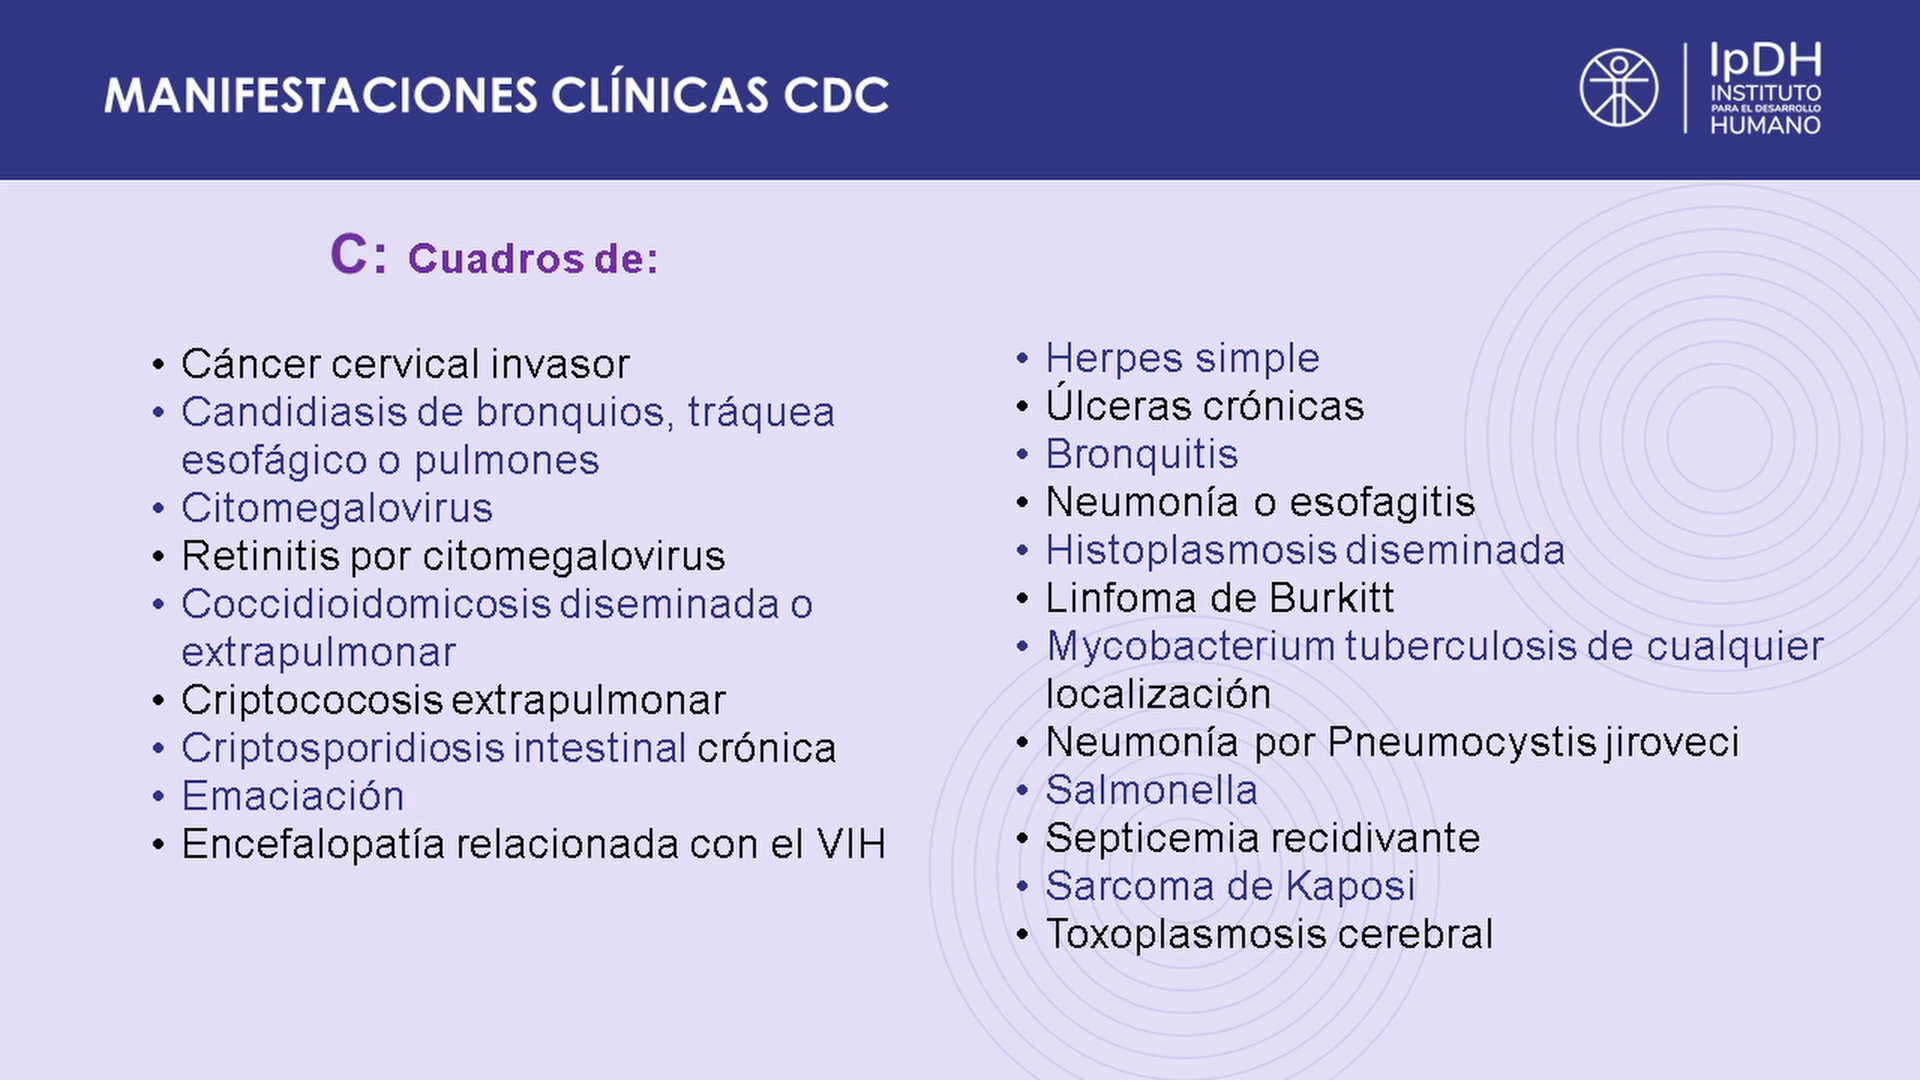 MANIFESTACIONES CLÍNICAS CDC
IpDH
INSTITUTO
PARA EL DESARROLLO
HUMANO
C: Cuadros de:
• Cáncer cervical invasor
• Candidiasis de bronquios, tráquea
esofágico o pulmones
• Citomegalovirus
• Retinitis por citomegalovirus
• Coccidioidomicosis diseminada o
extrapulmonar
• Criptococosis extrapulmonar
• Criptosporidiosis intestinal crónica
• Emaciación
• Encefalopatía relacionada con el VIH
• Herpes simple
• Úlceras crónicas
• Bronquitis
• Neumonía o esofagitis
• Histoplasmosis diseminada
• Linfoma de Burkitt
• Mycobacterium tuberculosis de cualquier
localización
• Neumonía por Pneumocystis jiroveci
• Salmonella
• Septicemia recidivante
• Sarcoma de Kaposi
• Toxoplasmosis cerebral